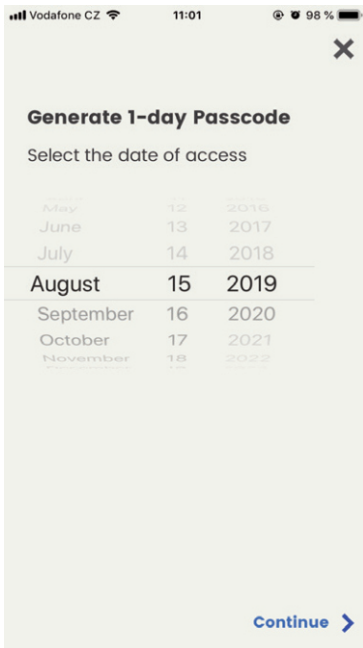 Vodafone CZ 11:01 98 %
Generate 1-day Passcode
Select the date of access
May 12 2016
June 13 2017
July 14 2018
August 15 2019
September 16 2020
October 17 2021
November 18 2022
Continue